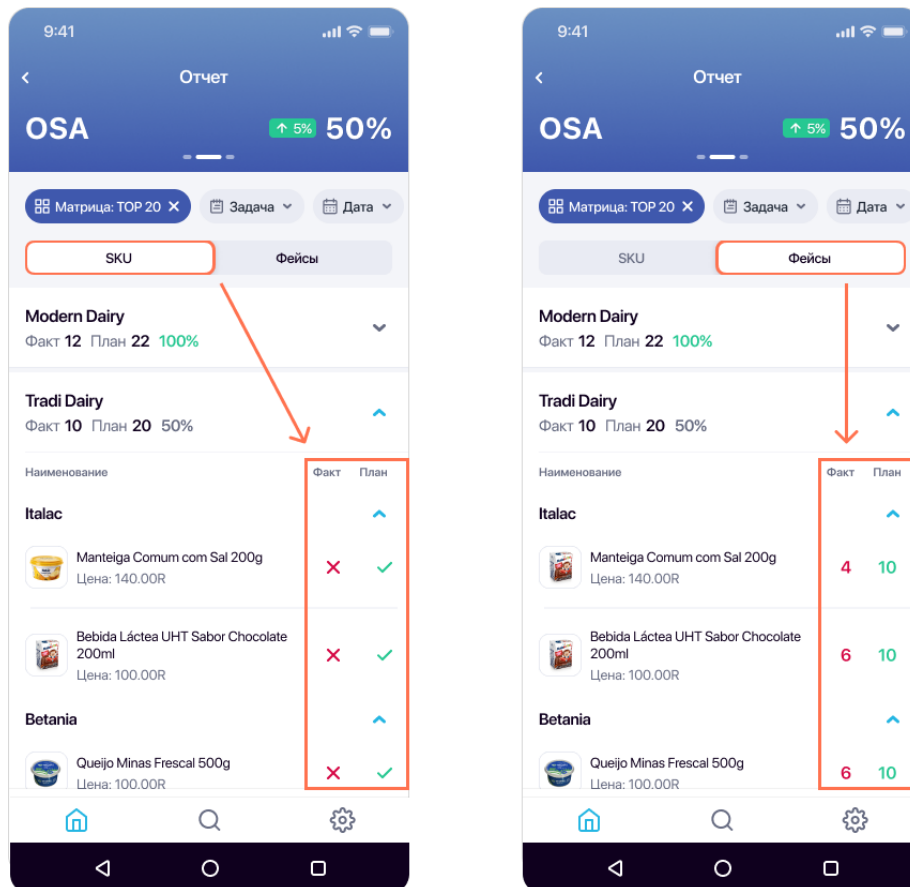 9:41
Отчет
OSA
5%
50%
Матрица: TOP 20
Задача
Дата
SKU
Фейсы
Modern Dairy
Факт 12 План 22 100%
Tradi Dairy
Факт 10 План 20 50%
Наименование
Факт
План
Italac
Manteiga Comum com Sal 200g
Цена: 140.00R
Bebida Láctea UHT Sabor Chocolate
200ml
Цена: 100.00R
Betania
Queijo Minas Frescal 500g
Цена: 100.00R
9:41
Отчет
OSA
5%
50%
Матрица: TOP 20
Задача
Дата
SKU
Фейсы
Modern Dairy
Факт 12 План 22 100%
Tradi Dairy
Факт 10 План 20 50%
Наименование
Факт
План
Italac
Manteiga Comum com Sal 200g
Цена: 140.00R
4 10
Bebida Láctea UHT Sabor Chocolate
200ml
Цена: 100.00R
6 10
Betania
Queijo Minas Frescal 500g
Цена: 100.00R
6 10